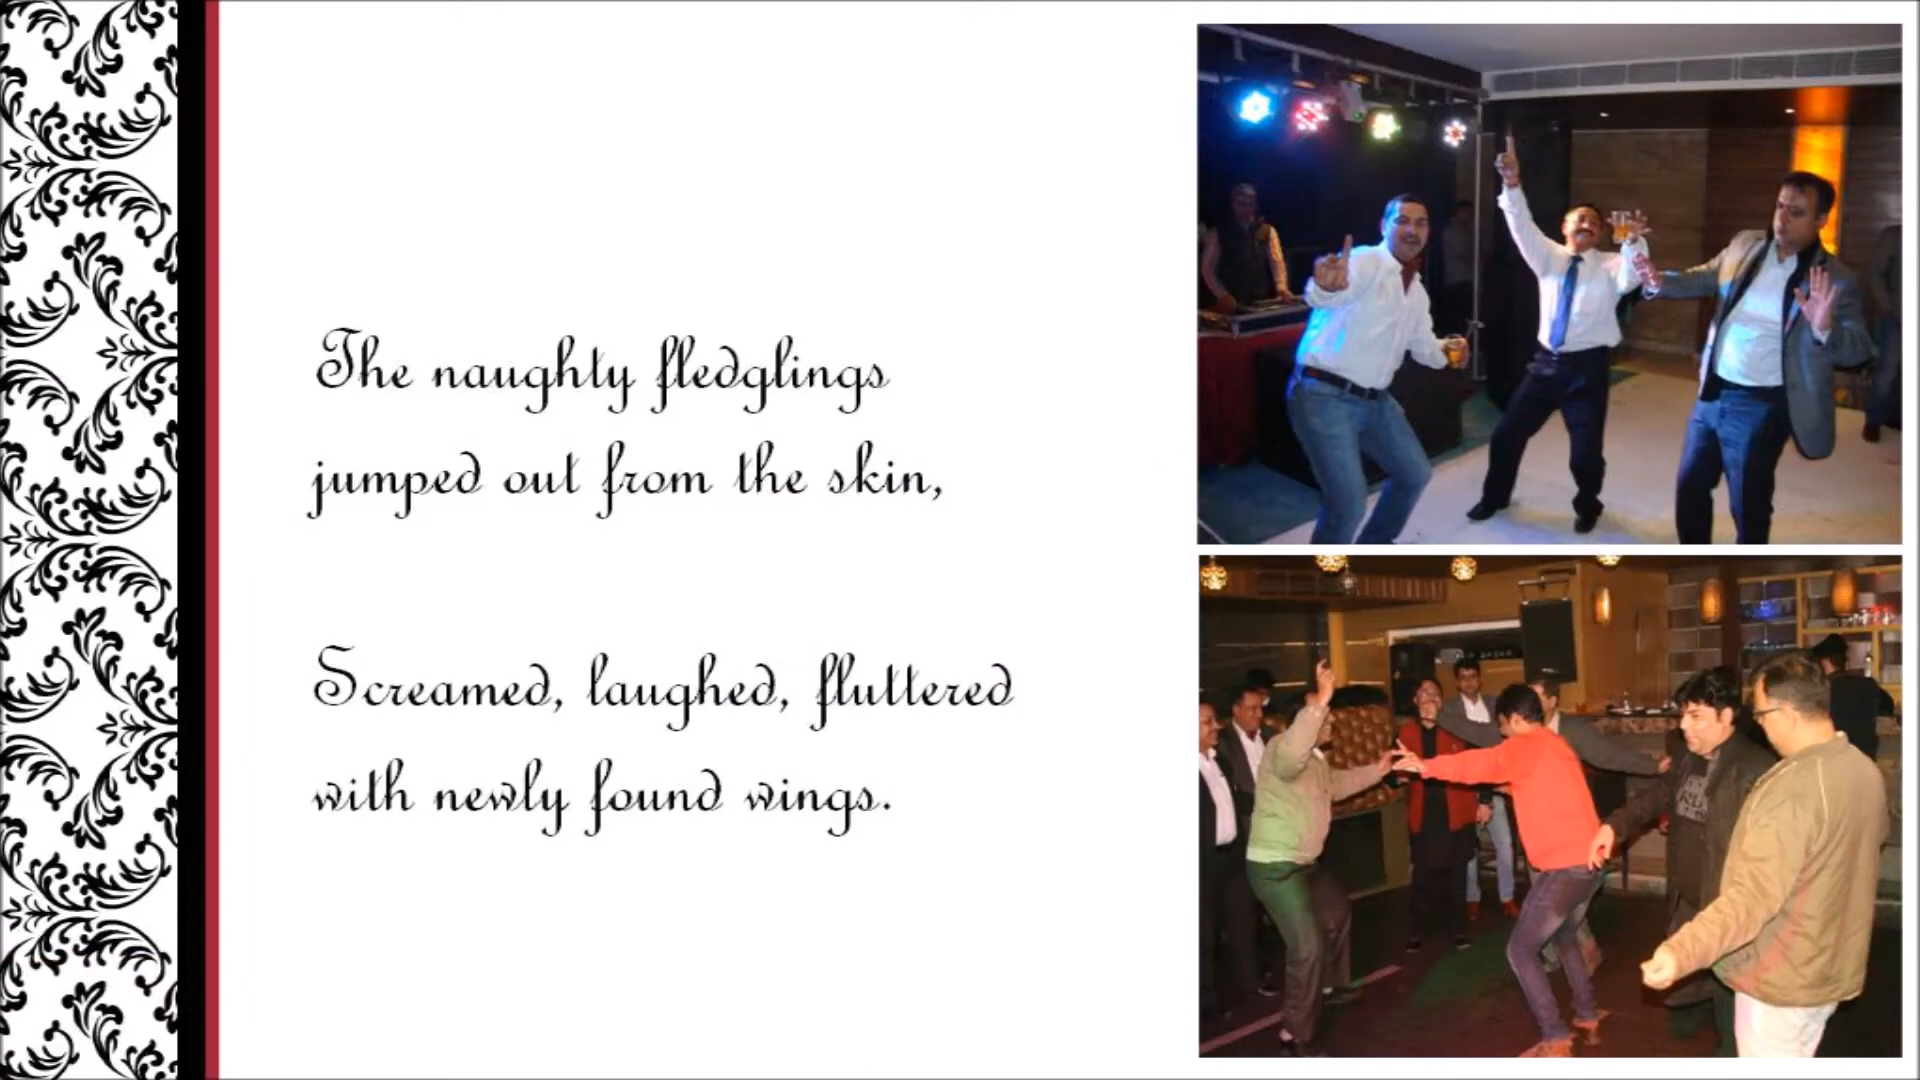 The naughty fledglings
jumped out from the skin,
Screamed, laughed, fluttered
with newly found wings.